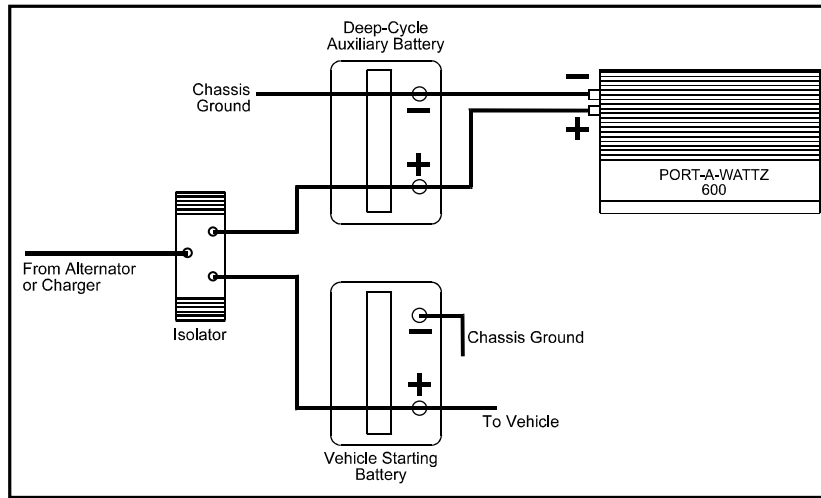 Deep-Cycle
Auxiliary Battery
Chassis
Ground
−
+
−
+
PORT-A-WATTZ
600
From Alternator
or Charger
Isolator
−
Chassis Ground
+
To Vehicle
Vehicle Starting
Battery